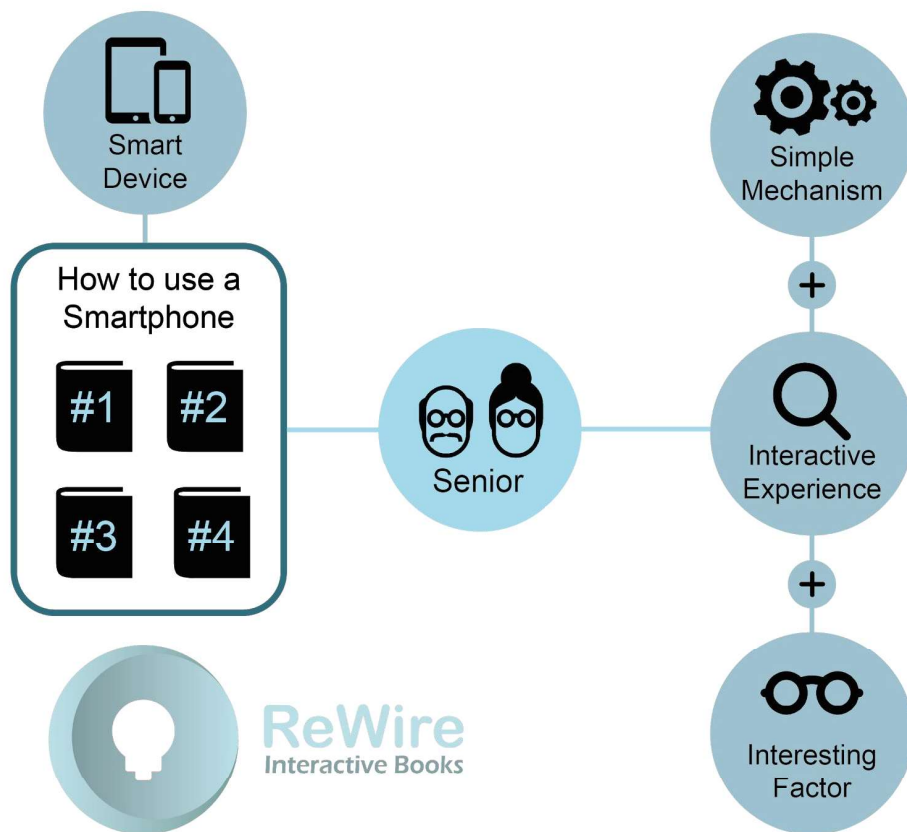 Smart
Device
How to use a
Smartphone
#1
#2
#3
#4
Senior
Simple
Mechanism
+
Interactive
Experience
+
Interesting
Factor
ReWire
Interactive Books